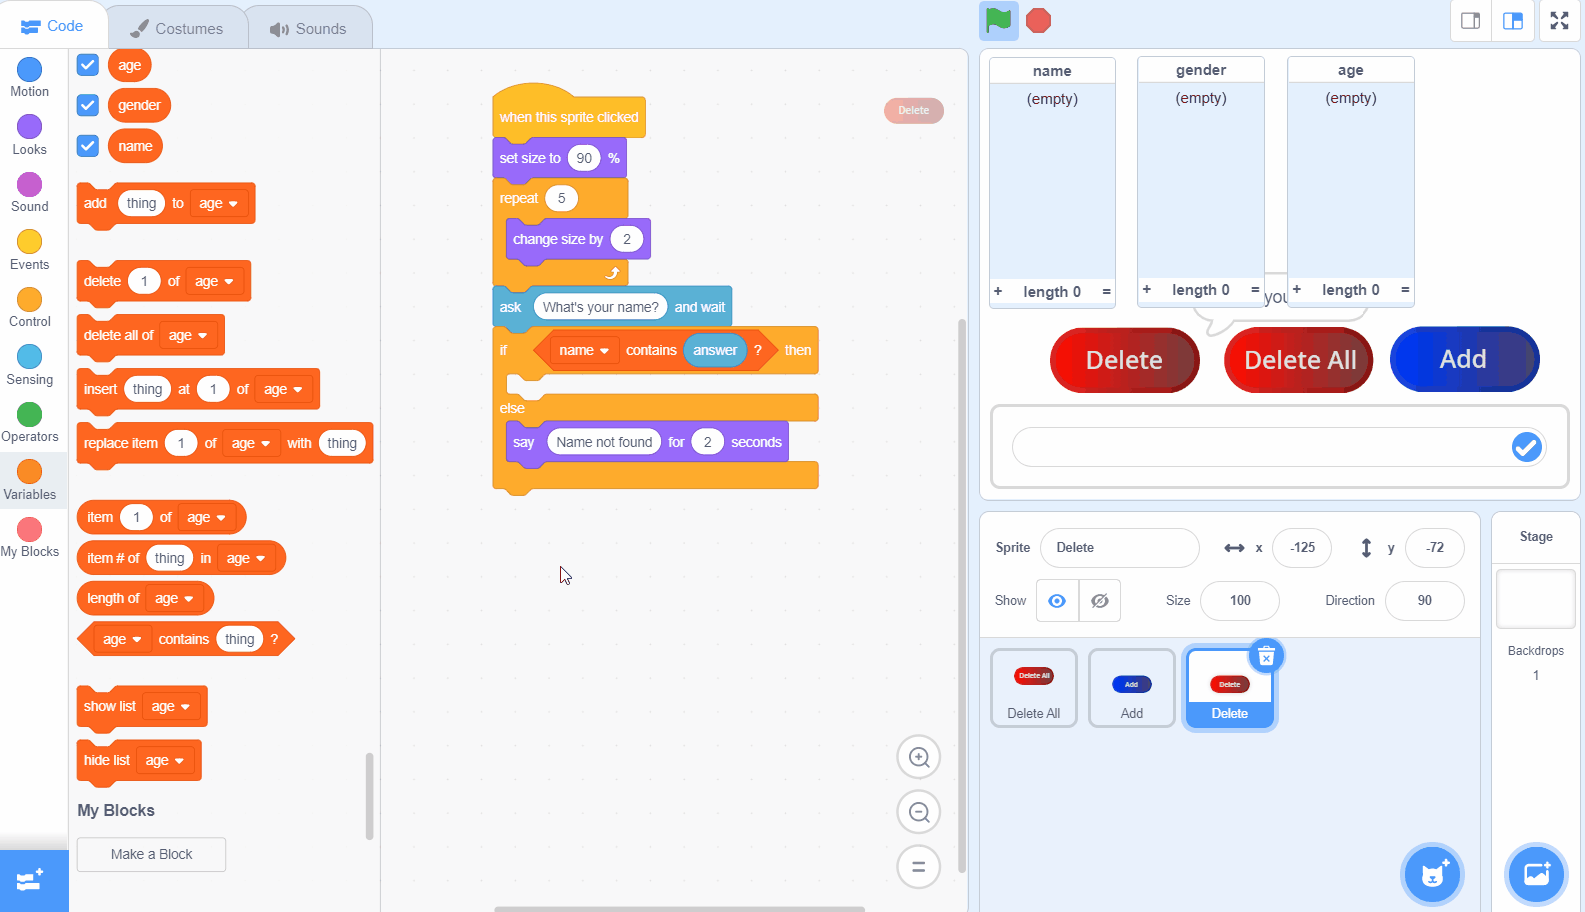 Code
Costumes
Sounds
Motion
Looks
Sound
Events
Control
Sensing
Operators
Variables
My Blocks
age
gender
name
add thing to age
delete 1 of age
delete all of age
insert thing at 1 of age
replace item 1 of age with thing
item 1 of age
item # of thing in age
length of age
age contains thing ?
show list age
hide list age
My Blocks
Make a Block
when this sprite clicked
set size to 90 %
repeat 5
change size by 2
ask What's your name? and wait
if name contains answer ? then
else
say Name not found for 2 seconds
Delete
name
(empty)
+ length 0 =
gender
(empty)
+ length 0 =
age
(empty)
+ length 0 =
you
Delete
Delete All
Add
Sprite Delete
x -125
y -72
Show
Size 100
Direction 90
Delete All
Delete All
Add
Add
Delete
Delete
Stage
Backdrops
1